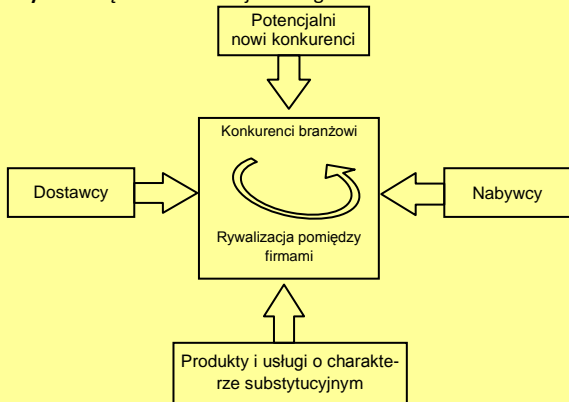 Potencjalni
nowi konkurenci
Konkurenci branżowi
Dostawcy
Nabywcy
Rywalizacja pomiędzy
firmami
Produkty i usługi o charakte-
rze substytucyjnym